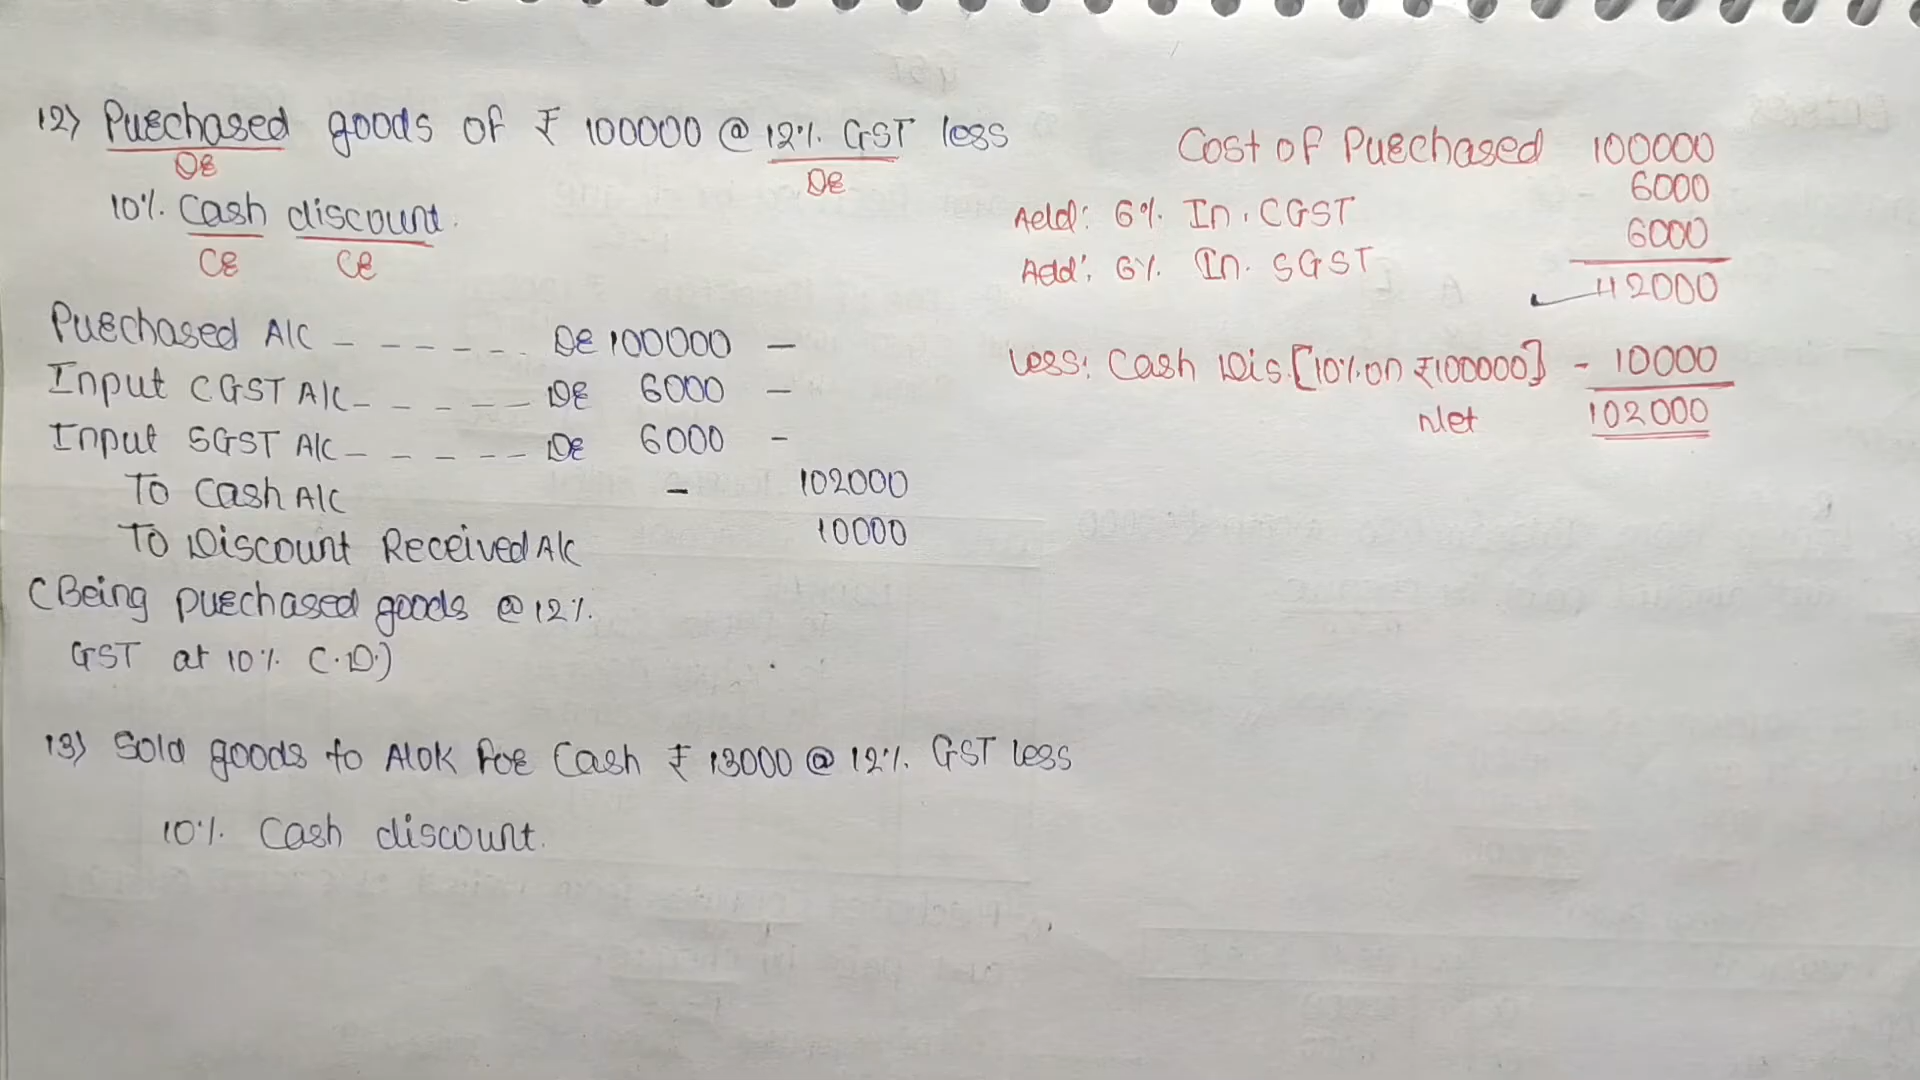 12) Purchased goods of ₹ 100000 @ 12% GST less
Dr Dr
10% Cash discount.
Cr Cr
Purchased A/C - - - - - - Dr 100000 -
Input CGST A/C - - - - - - Dr 6000 -
Input SGST A/C - - - - - - Dr 6000 -
To Cash A/C - 102000
To Discount Received A/C 10000
(Being purchased goods @ 12%.
GST at 10% C.D.)
Cost of Purchased 100000
Add: 6% In. CGST 6000
Add: 6% In. SGST 6000
112000
Less: Cash Dis. [10% on ₹100000] - 10000
Net 102000
13) Sold goods to Alok for Cash ₹ 13000 @ 12%. GST less
10% Cash discount.